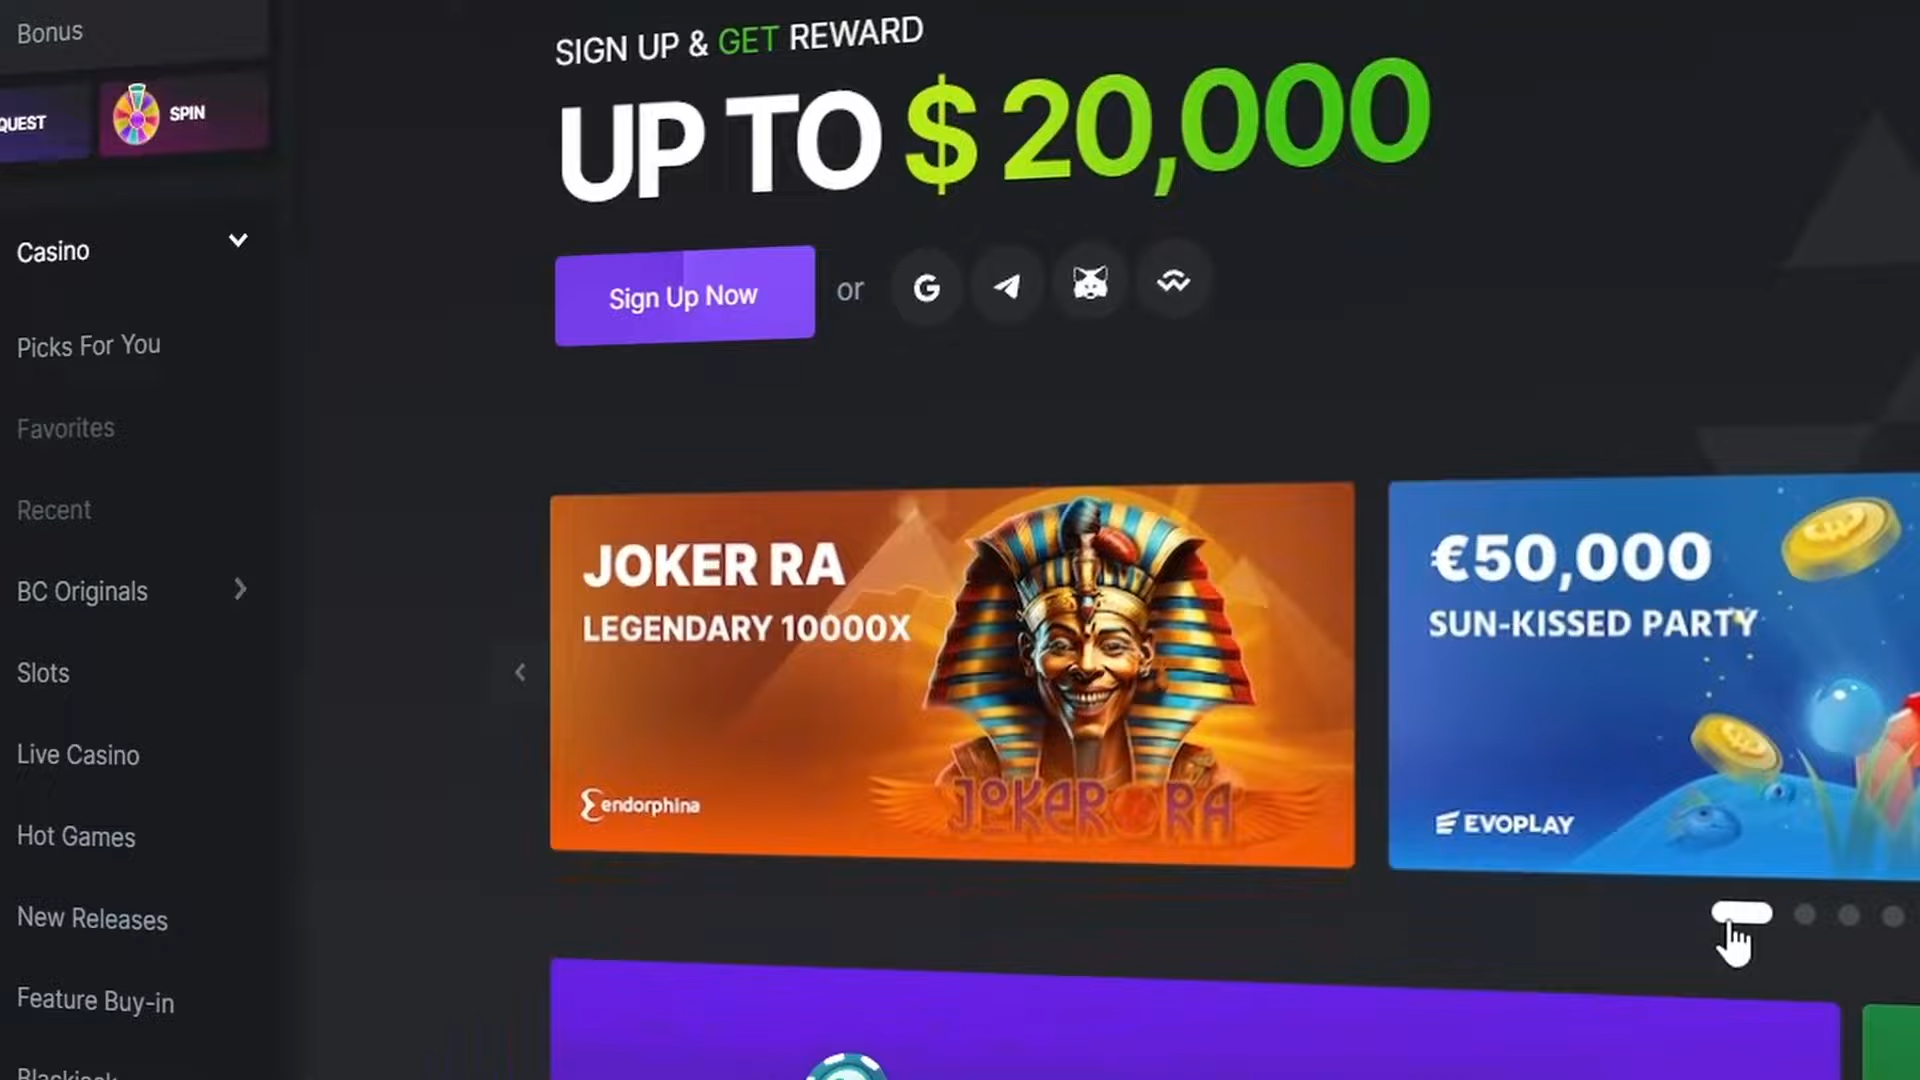 Bonus
QUEST
SPIN
Casino
Picks For You
Favorites
Recent
BC Originals
Slots
Live Casino
Hot Games
New Releases
Feature Buy-in
Blackjack
SIGN UP & GET REWARD
UP TO $ 20,000
Sign Up Now
or
G
JOKER RA
LEGENDARY 10000X
endorphina
JOKER RA
€50,000
SUN-KISSED PARTY
EVOPLAY